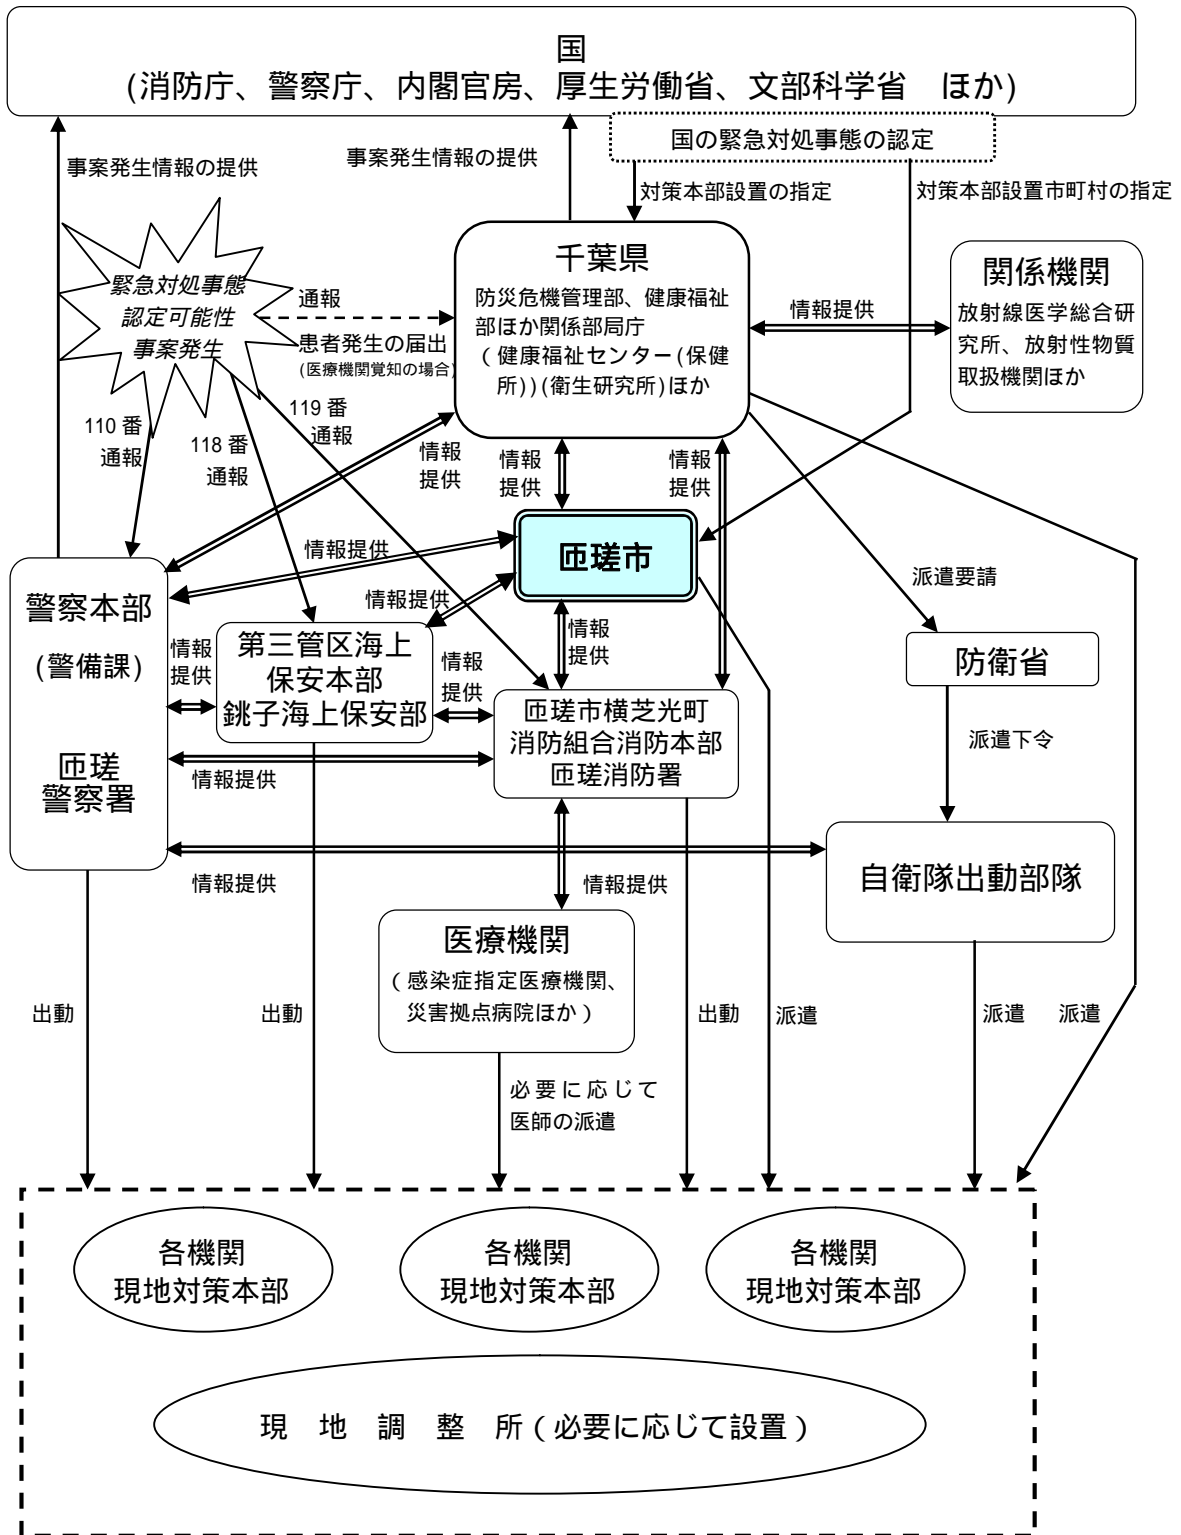 国
(消防庁、警察庁、内閣官房、厚生労働省、文部科学省　ほか)
国の緊急対処事態の認定
事案発生情報の提供
事案発生情報の提供
対策本部設置の指定
対策本部設置市町村の指定
緊急対処事態
認定可能性
事案発生
通報
患者発生の届出
(医療機関覚知の場合)
千葉県
防災危機管理部、健康福祉
部ほか関係部局庁
（健康福祉センター(保健
所))(衛生研究所)ほか
情報提供
関係機関
放射線医学総合研
究所、放射性物質
取扱機関ほか
110 番
通報
118 番
通報
119 番
通報
情報
提供
情報
提供
情報
提供
情報提供
匝瑳市
情報提供
派遣要請
警察本部
(警備課)
匝瑳
警察署
情報
提供
第三管区海上
保安本部
銚子海上保安部
情報
提供
情報
提供
匝瑳市横芝光町
消防組合消防本部
匝瑳消防署
防衛省
派遣下令
情報提供
情報提供
情報提供
自衛隊出動部隊
医療機関
（感染症指定医療機関、
災害拠点病院ほか）
出動
出動
出動
派遣
派遣
派遣
必要に応じて
医師の派遣
各機関
現地対策本部
各機関
現地対策本部
各機関
現地対策本部
現　地　調　整　所（必要に応じて設置）